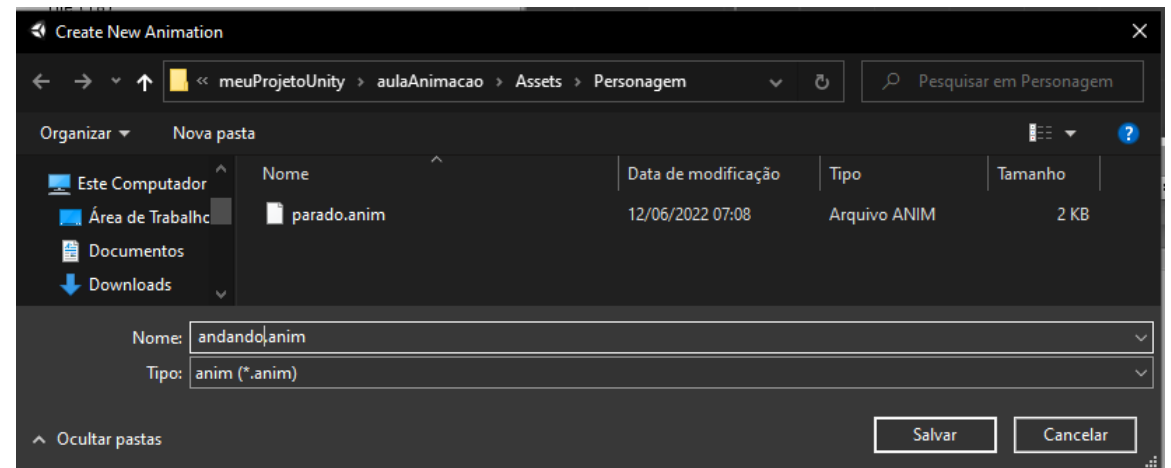 Create New Animation
« meuProjetoUnity > aulaAnimacao > Assets > Personagem
Pesquisar em Personagem
Organizar
Nova pasta
Este Computador
Área de Trabalho
Documentos
Downloads
Nome
Data de modificação
Tipo
Tamanho
parado.anim
12/06/2022 07:08
Arquivo ANIM
2 KB
Nome: andando.anim
Tipo: anim (*.anim)
Ocultar pastas
Salvar
Cancelar